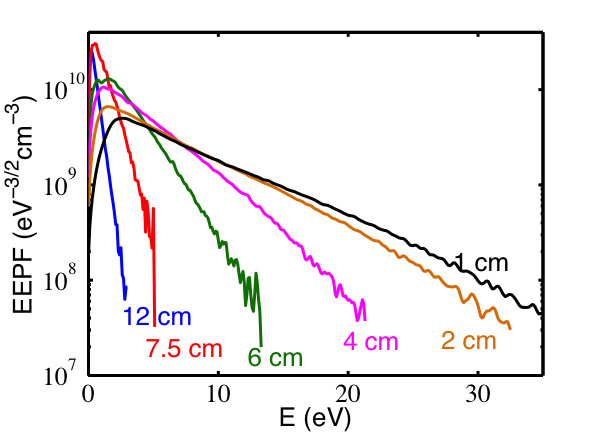 10¹⁰
10⁹
10⁸
10⁷
EEPF (eV⁻³/²cm⁻³)
1 cm
12 cm
7.5 cm
6 cm
4 cm
2 cm
0 10 20 30
E (eV)